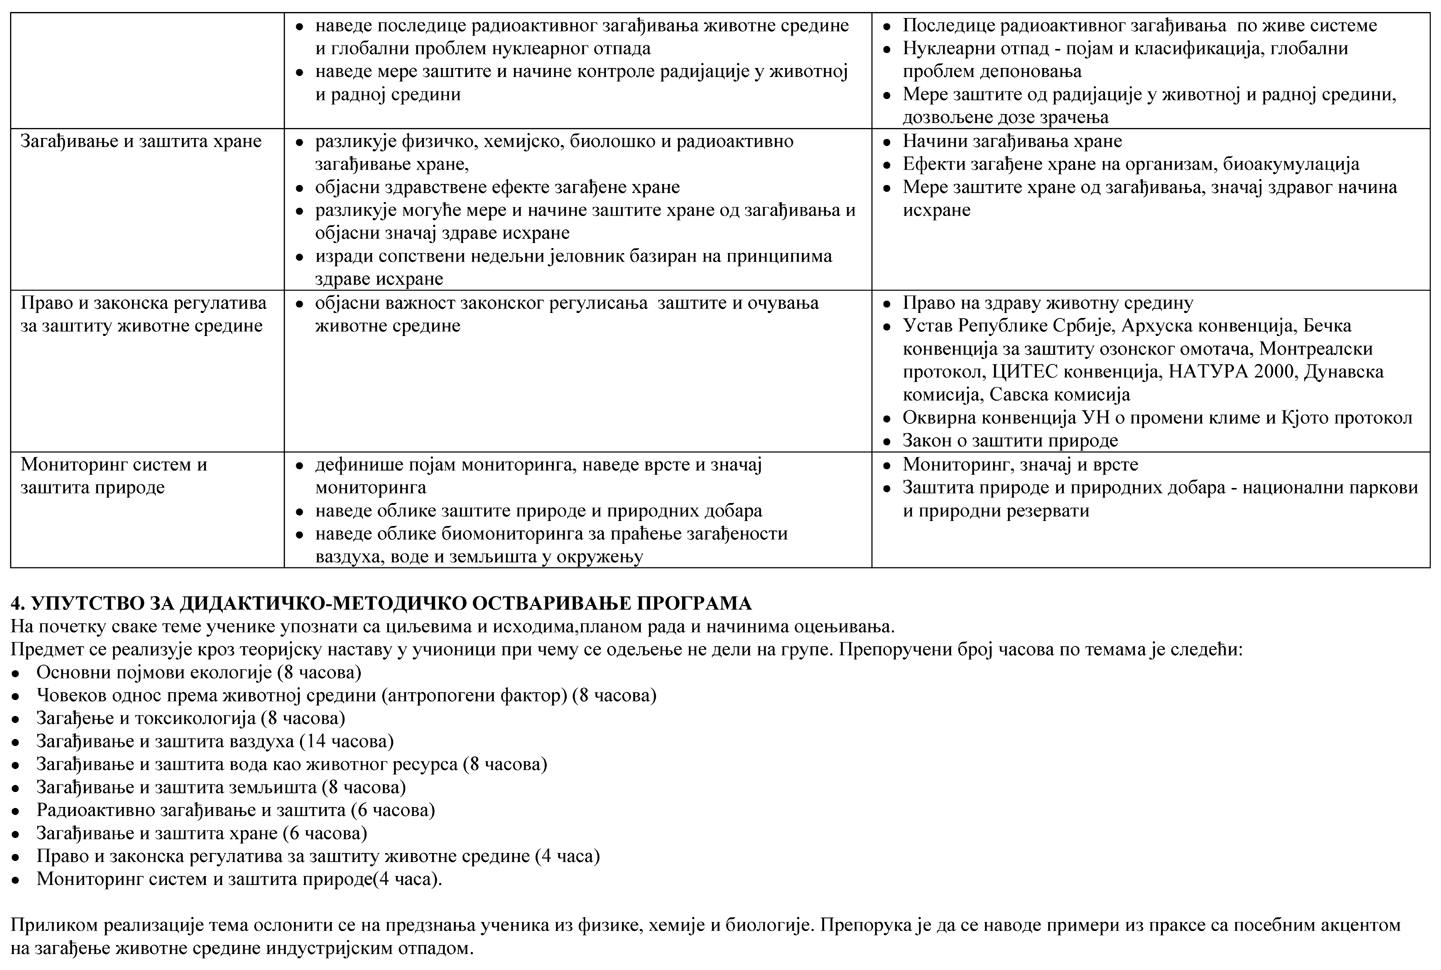 • наведе последице радиоактивног загађивања животне средине
и глобални проблем нуклеарног отпада
• наведе мере заштите и начине контроле радијације у животној
и радној средини
• Последице радиоактивног загађивања  по живе системе
• Нуклеарни отпад - појам и класификација, глобални
проблем депоновања
• Мере заштите од радијације у животној и радној средини,
дозвољене дозе зрачења
Загађивање и заштита хране
• разликује физичко, хемијско, биолошко и радиоактивно
загађивање хране,
• објасни здравствене ефекте загађене хране
• разликује могуће мере и начине заштите хране од загађивања и
објасни значај здраве исхране
• изради сопствени недељни јеловник базиран на принципима
здраве исхране
• Начини загађивања хране
• Ефекти загађене хране на организам, биоакумулација
• Мере заштите хране од загађивања, значај здравог начина
исхране
Право и законска регулатива
за заштиту животне средине
• објасни важност законског регулисања  заштите и очувања
животне средине
• Право на здраву животну средину
• Устав Републике Србије, Архуска конвенција, Бечка
конвенција за заштиту озонског омотача, Монтреалски
протокол, ЦИТЕС конвенција, НАТУРА 2000, Дунавска
комисија, Савска комисија
• Оквирна конвенција УН о промени климе и Кјото протокол
• Закон о заштити природе
Мониторинг систем и
заштита природе
• дефинише појам мониторинга, наведе врсте и значај
мониторинга
• наведе облике заштите природе и природних добара
• наведе облике биомониторинга за праћење загађености
ваздуха, воде и земљишта у окружењу
• Мониторинг, значај и врсте
• Заштита природе и природних добара - национални паркови
и природни резервати
4. УПУТСТВО ЗА ДИДАКТИЧКО-МЕТОДИЧКО ОСТВАРИВАЊЕ ПРОГРАМА
На почетку сваке теме ученике упознати са циљевима и исходима,планом рада и начинима оцењивања.
Предмет се реализује кроз теоријску наставу у учионици при чему се одељење не дели на групе. Препоручени број часова по темама је следећи:
• Основни појмови екологије (8 часова)
• Човеков однос према животној средини (антропогени фактор) (8 часова)
• Загађење и токсикологија (8 часова)
• Загађивање и заштита ваздуха (14 часова)
• Загађивање и заштита вода као животног ресурса (8 часова)
• Загађивање и заштита земљишта (8 часова)
• Радиоактивно загађивање и заштита (6 часова)
• Загађивање и заштита хране (6 часова)
• Право и законска регулатива за заштиту животне средине (4 часа)
• Мониторинг систем и заштита природе(4 часа).
Приликом реализације тема ослонити се на предзнања ученика из физике, хемије и биологије. Препорука је да се наводе примери из праксе са посебним акцентом
на загађење животне средине индустријским отпадом.